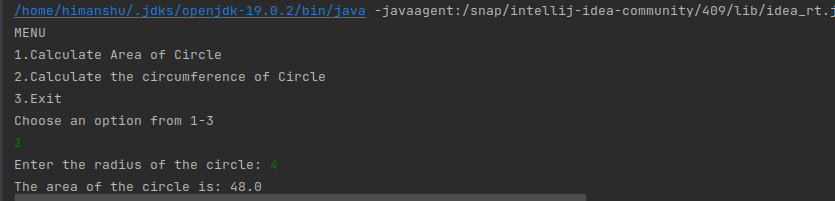 /home/himanshu/.jdks/openjdk-19.0.2/bin/java -javaagent:/snap/intellij-idea-community/409/lib/idea_rt.j
MENU
1.Calculate Area of Circle
2.Calculate the circumference of Circle
3.Exit
Choose an option from 1-3
1
Enter the radius of the circle: 4
The area of the circle is: 48.0